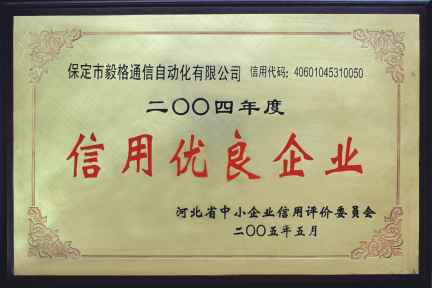 保定市毅格通信自动化有限公司 信用代码：40601045310050
二〇〇四年度
信用优良企业
河北省中小企业信用评价委员会
二〇〇五年五月